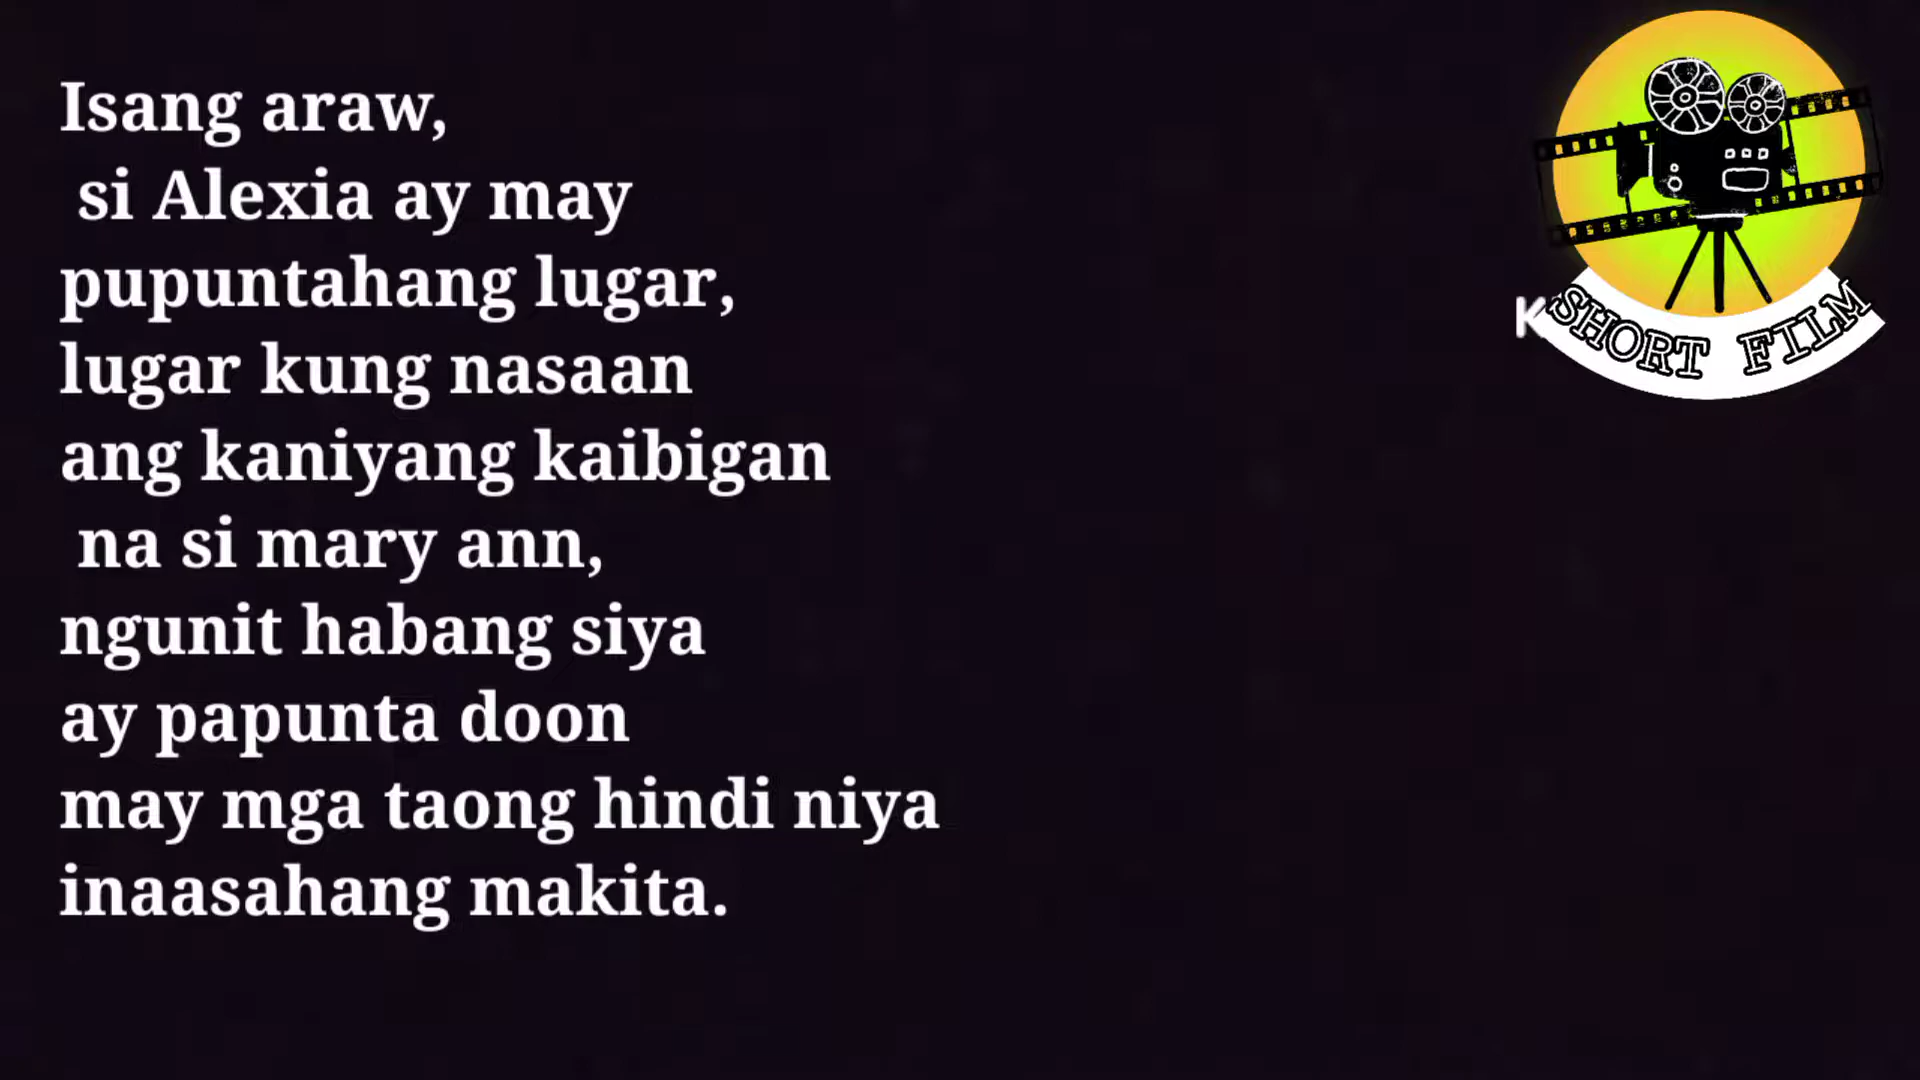 Isang araw,
si Alexia ay may
pupuntahang lugar,
lugar kung nasaan
ang kaniyang kaibigan
na si mary ann,
ngunit habang siya
ay papunta doon
may mga taong hindi niya
inaasahang makita.
SHORT FILM